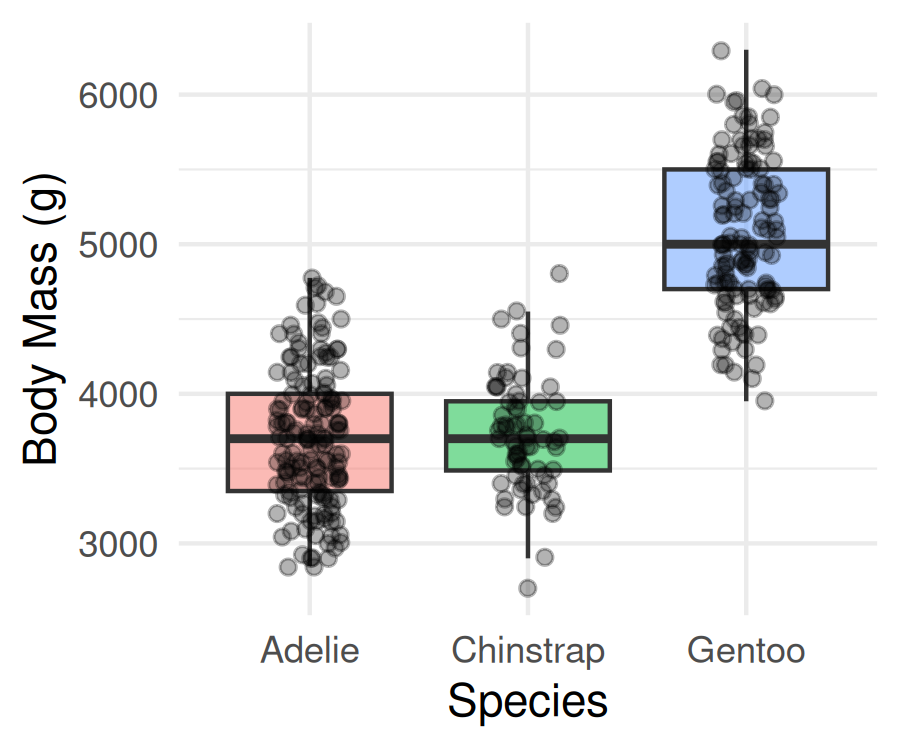 Body Mass (g)
6000
5000
4000
3000
Adelie
Chinstrap
Gentoo
Species